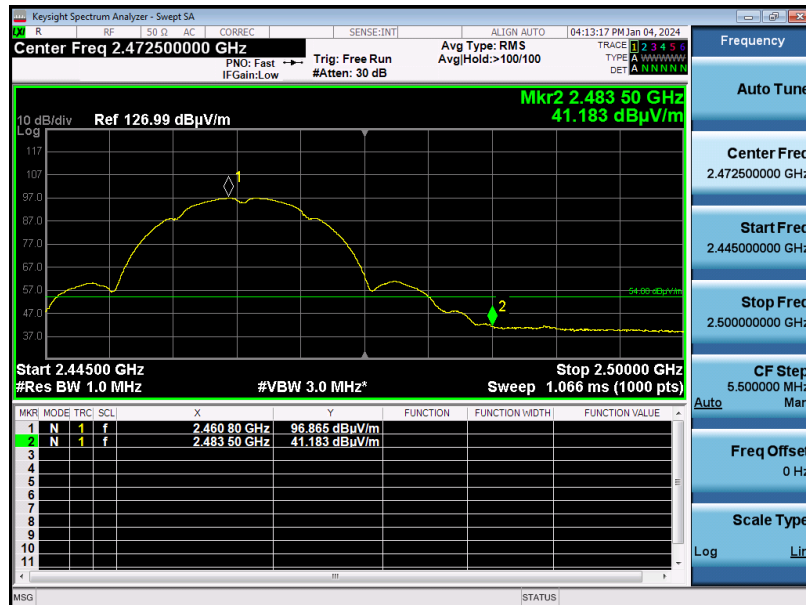 Keysight Spectrum Analyzer - Swept SA
LXI R RF 50 Ω AC CORREC SENSE:INT ALIGN AUTO 04:13:17 PM Jan 04, 2024
Center Freq 2.472500000 GHz
PNO: Fast
IFGain:Low
Trig: Free Run
#Atten: 30 dB
Avg Type: RMS
Avg|Hold:>100/100
TRACE 1 2 3 4 5 6
TYPE A WWWWW
DET A N N N N N
Mkr2 2.483 50 GHz
41.183 dBµV/m
10 dB/div Ref 126.99 dBµV/m
Log
117
107
97.0
87.0
77.0
67.0
57.0
47.0
37.0
1
2
54.00 dBµV/m
Start 2.44500 GHz Stop 2.50000 GHz
#Res BW 1.0 MHz #VBW 3.0 MHz* Sweep 1.066 ms (1000 pts)
MKR MODE TRC SCL X Y FUNCTION FUNCTION WIDTH FUNCTION VALUE
1 N 1 f 2.460 80 GHz 96.865 dBµV/m
2 N 1 f 2.483 50 GHz 41.183 dBµV/m
3
4
5
6
7
8
9
10
11
MSG STATUS
Frequency
Auto Tune
Center Freq
2.472500000 GHz
Start Freq
2.445000000 GHz
Stop Freq
2.500000000 GHz
CF Step
5.500000 MHz
Auto Man
Freq Offset
0 Hz
Scale Type
Log Lin